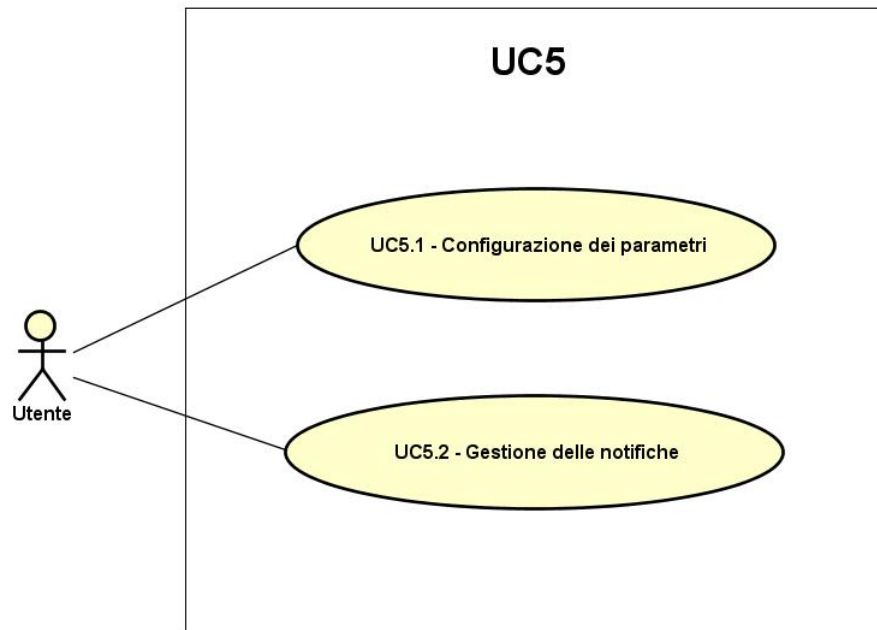 UC5
UC5.1 - Configurazione dei parametri
Utente
UC5.2 - Gestione delle notifiche